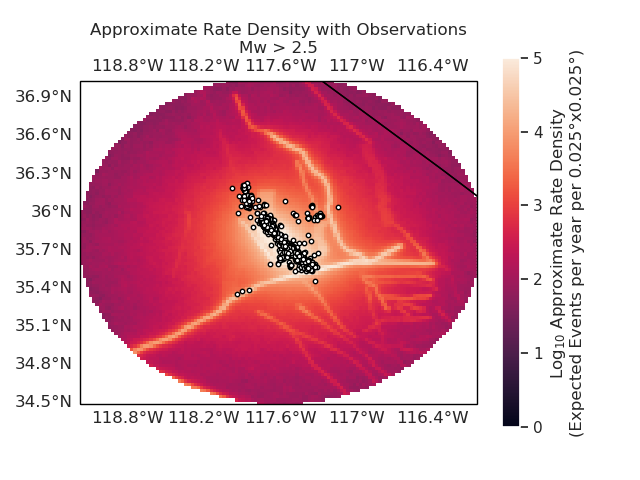 Approximate Rate Density with Observations
Mw > 2.5
118.8°W 118.2°W 117.6°W 117°W 116.4°W
36.9°N
36.6°N
36.3°N
36°N
35.7°N
35.4°N
35.1°N
34.8°N
34.5°N
118.8°W 118.2°W 117.6°W 117°W 116.4°W
5
4
3
2
1
0
Log₁₀ Approximate Rate Density
(Expected Events per year per 0.025°x0.025°)